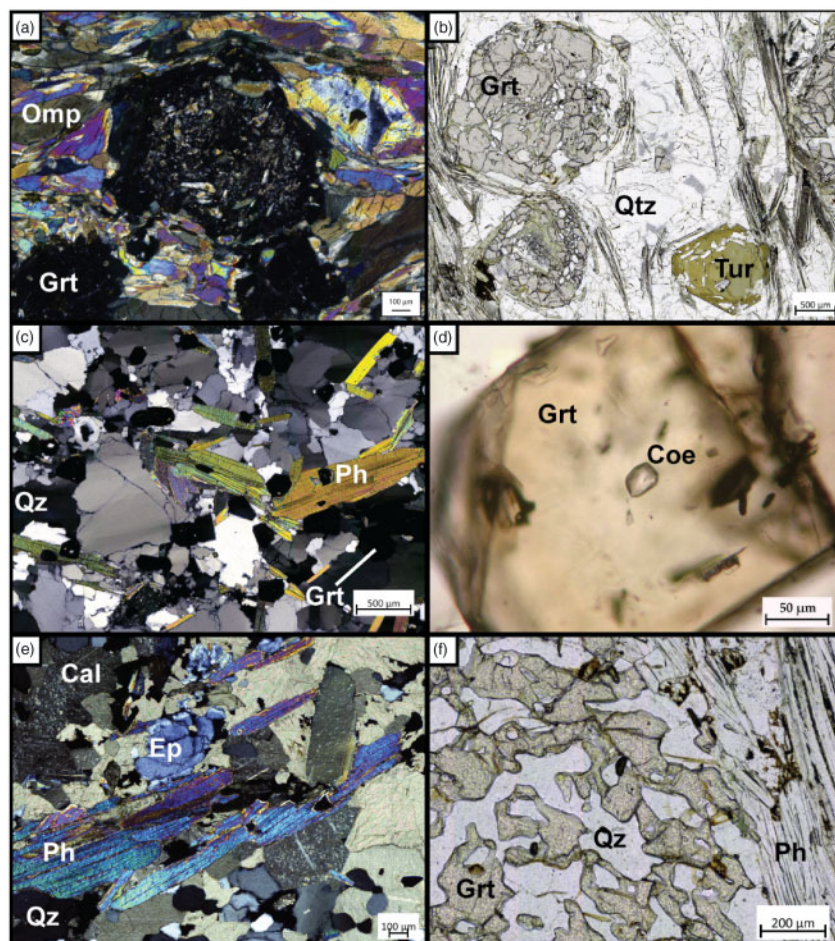 (a)
Omp
Grt
100 µm
(b)
Grt
Qtz
Tur
500 µm
(c)
Qz
Ph
Grt
500 µm
(d)
Grt
Coe
50 µm
(e)
Cal
Ep
Ph
Qz
100 µm
(f)
Qz
Grt
Ph
200 µm